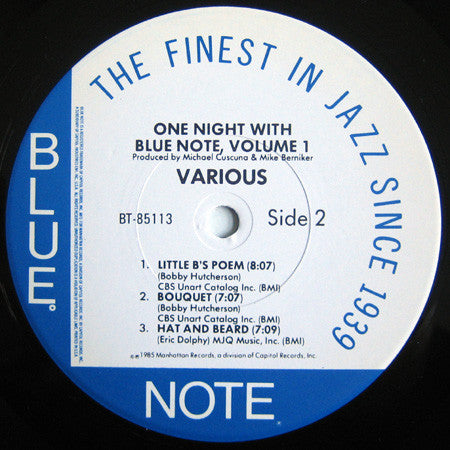 THE FINEST IN JAZZ SINCE 1939
BLUE
ONE NIGHT WITH
BLUE NOTE, VOLUME 1
Produced by Michael Cuscuna & Mike Berniker
VARIOUS
BT-85113 Side 2
1. LITTLE B'S POEM (8:07)
(Bobby Hutcherson)
CBS Unart Catalog Inc. (BMI)
2. BOUQUET (7:07)
(Bobby Hutcherson)
CBS Unart Catalog Inc. (BMI)
3. HAT AND BEARD (7:09)
(Eric Dolphy) MJQ Music, Inc. (BMI)
©℗1985 Manhattan Records, a division of Capitol Records, Inc.
NOTE